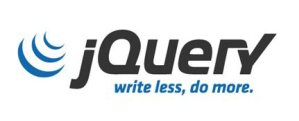 jQuery
write less, do more.